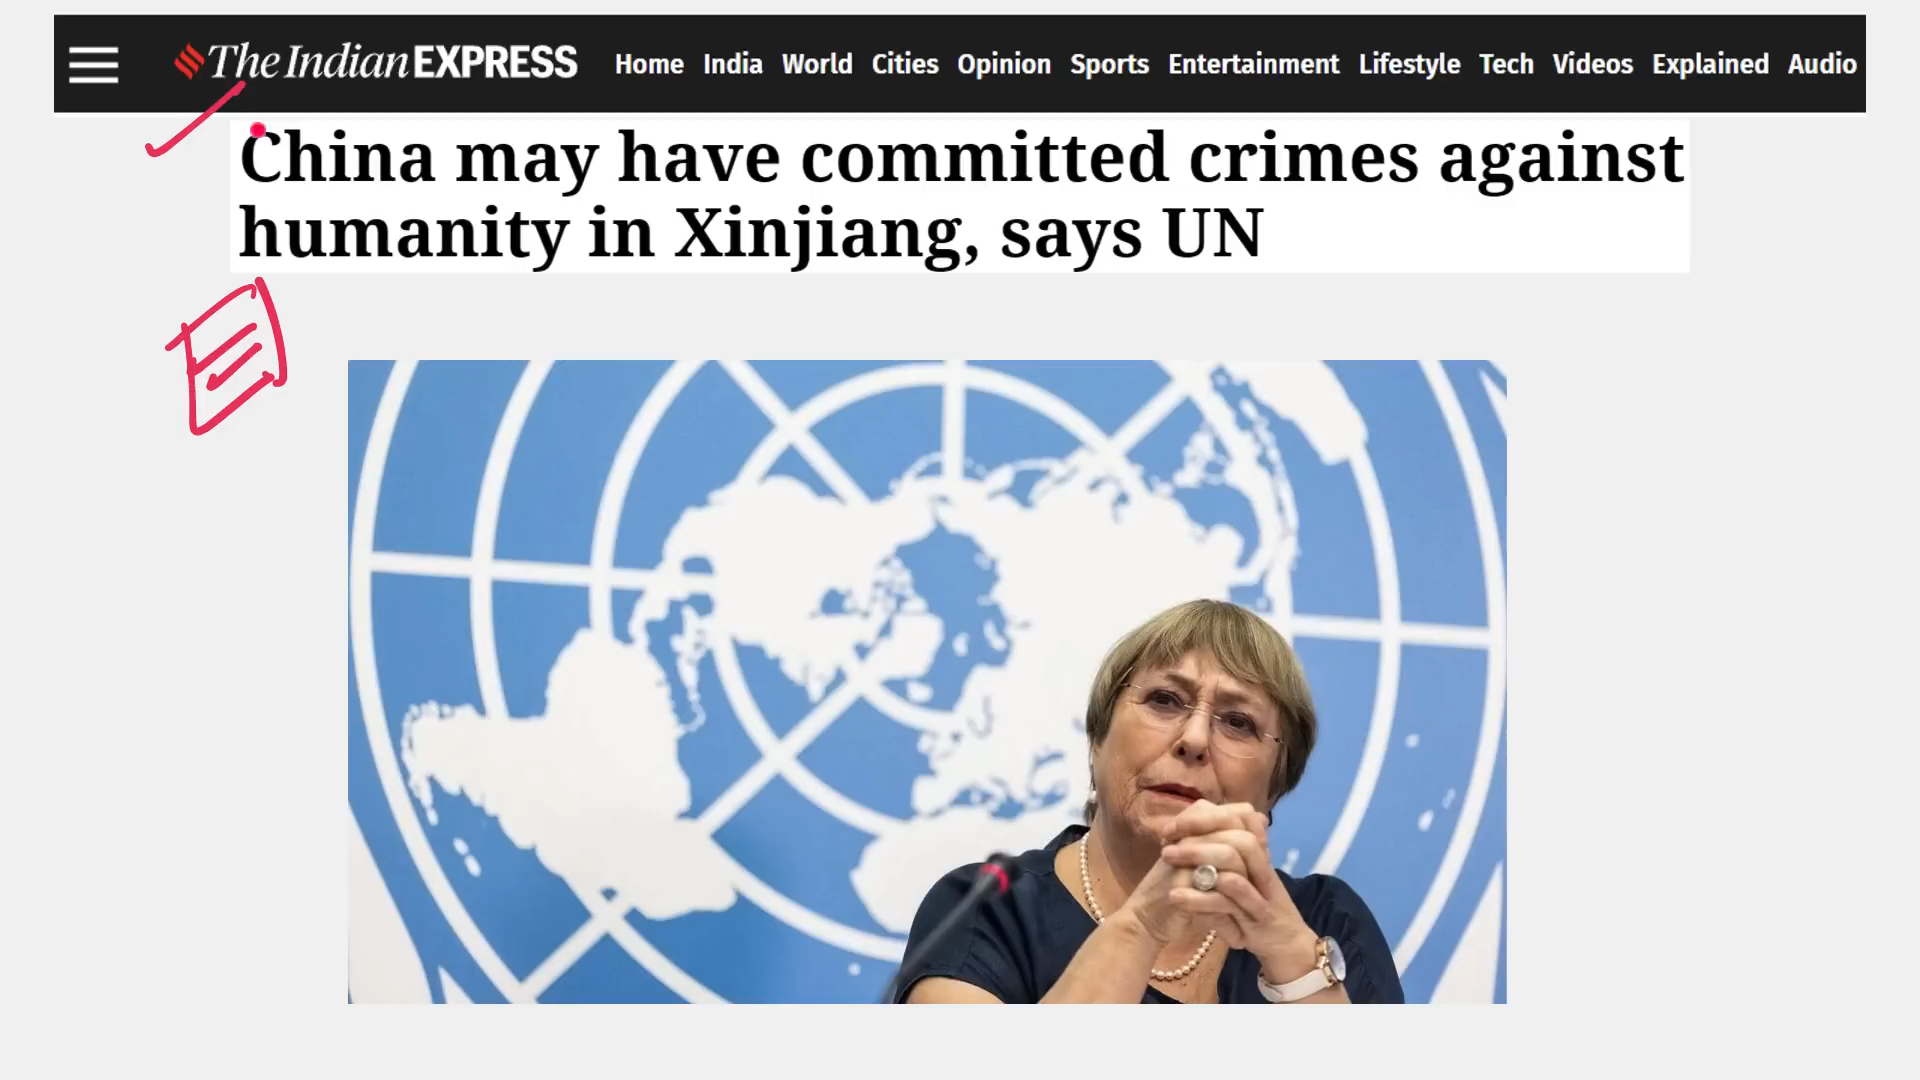 The Indian EXPRESS Home India World Cities Opinion Sports Entertainment Lifestyle Tech Videos Explained Audio
China may have committed crimes against
humanity in Xinjiang, says UN